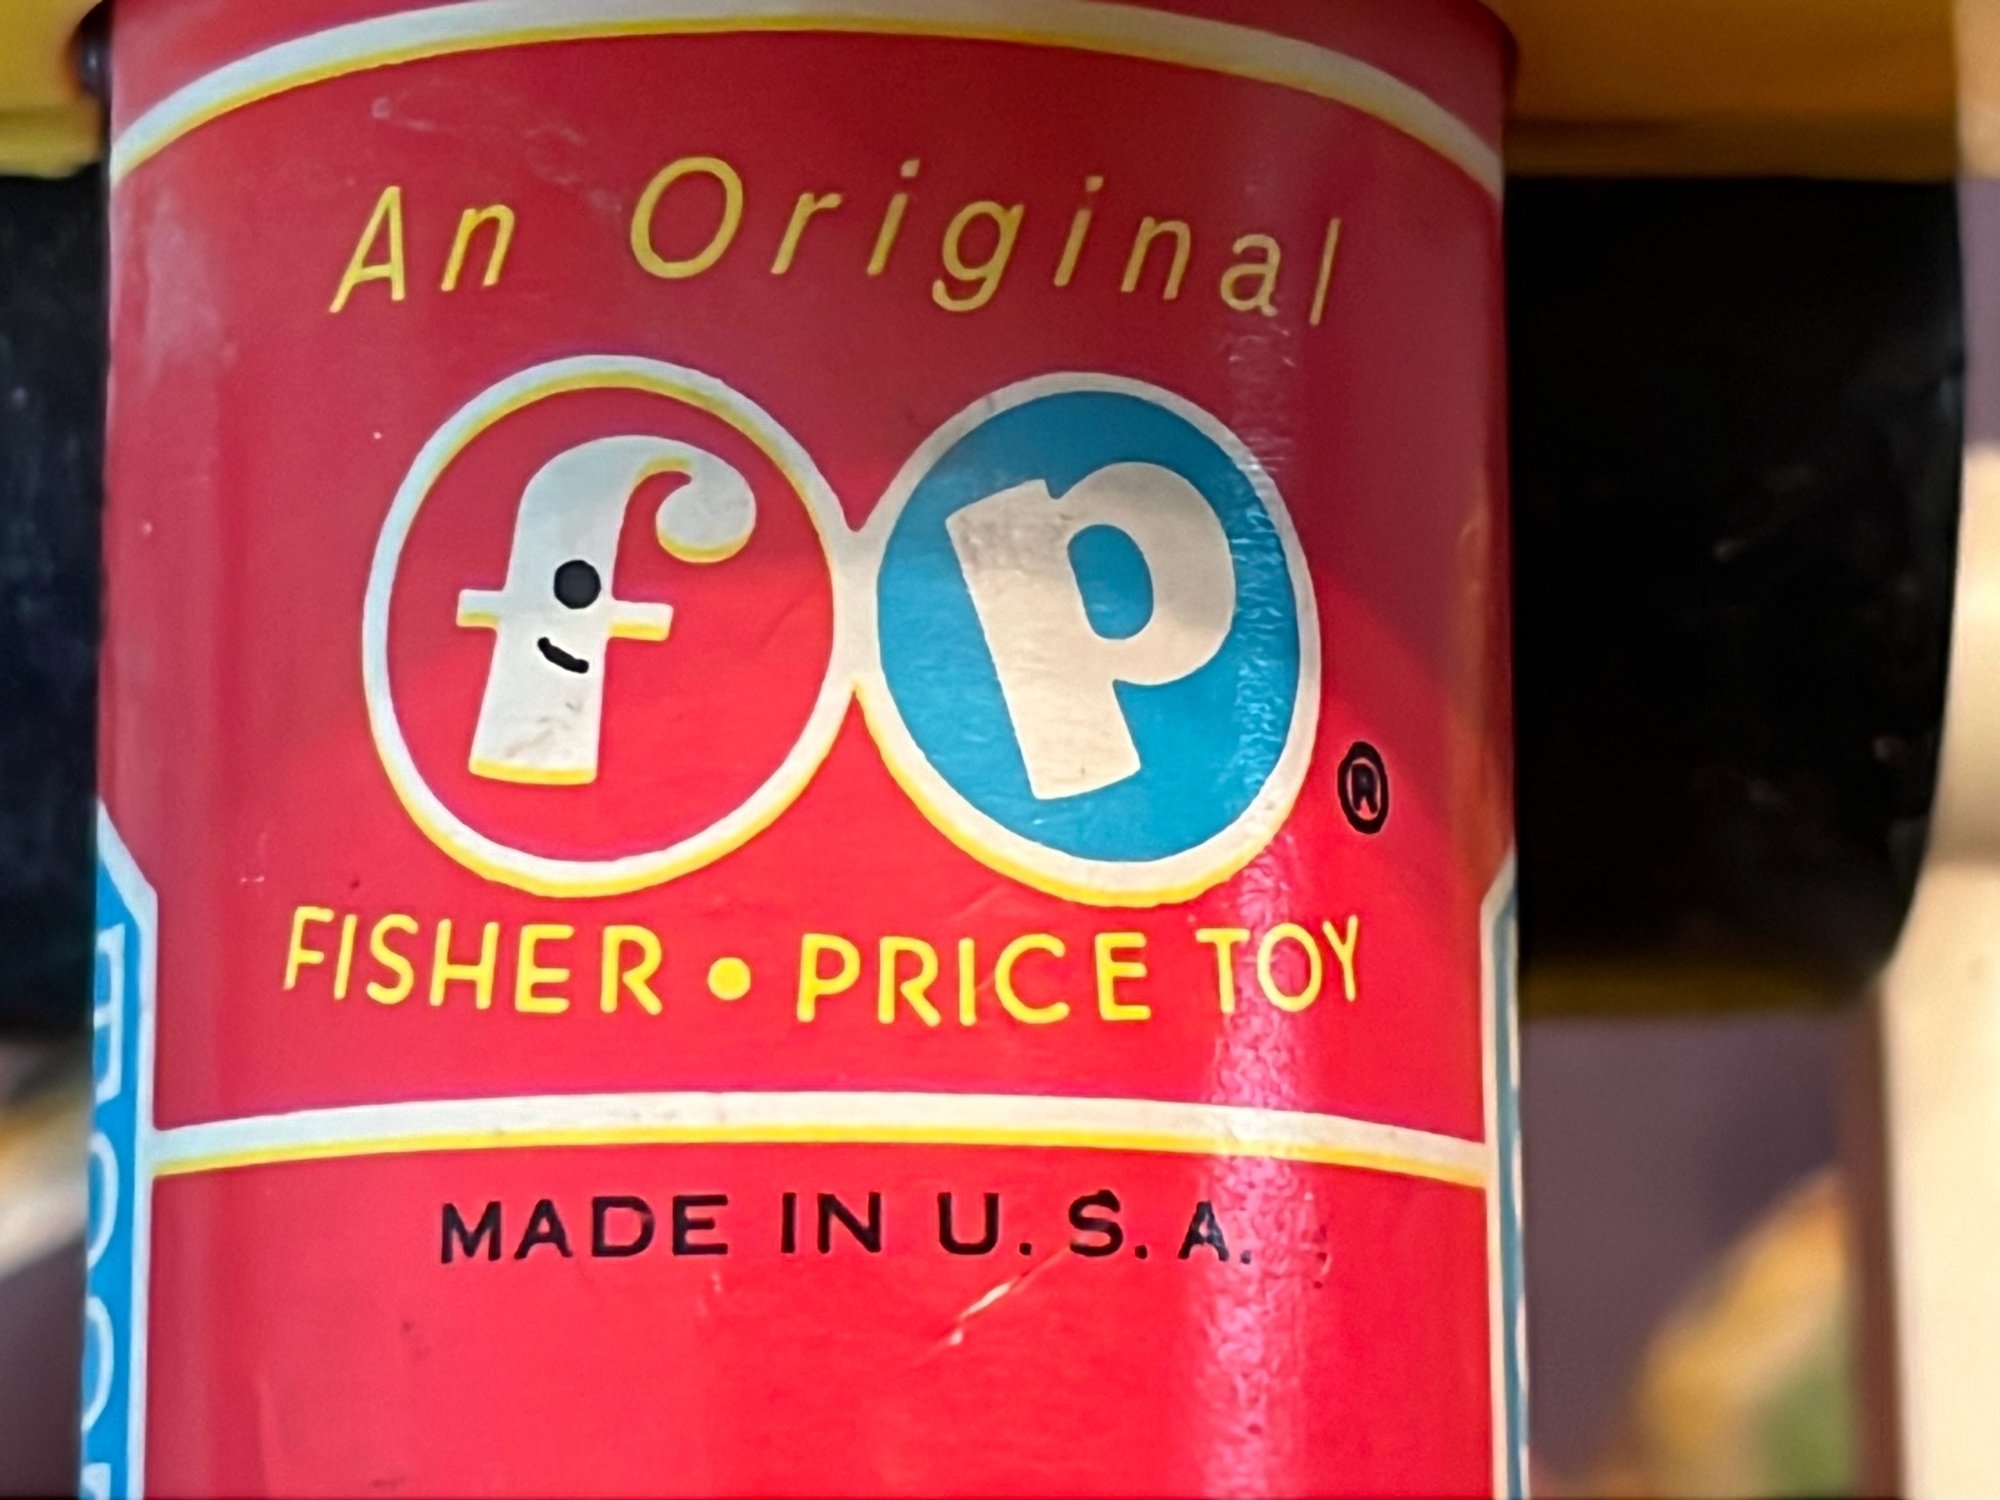 An Original
fp
®
FISHER • PRICE TOY
MADE IN U. S. A.